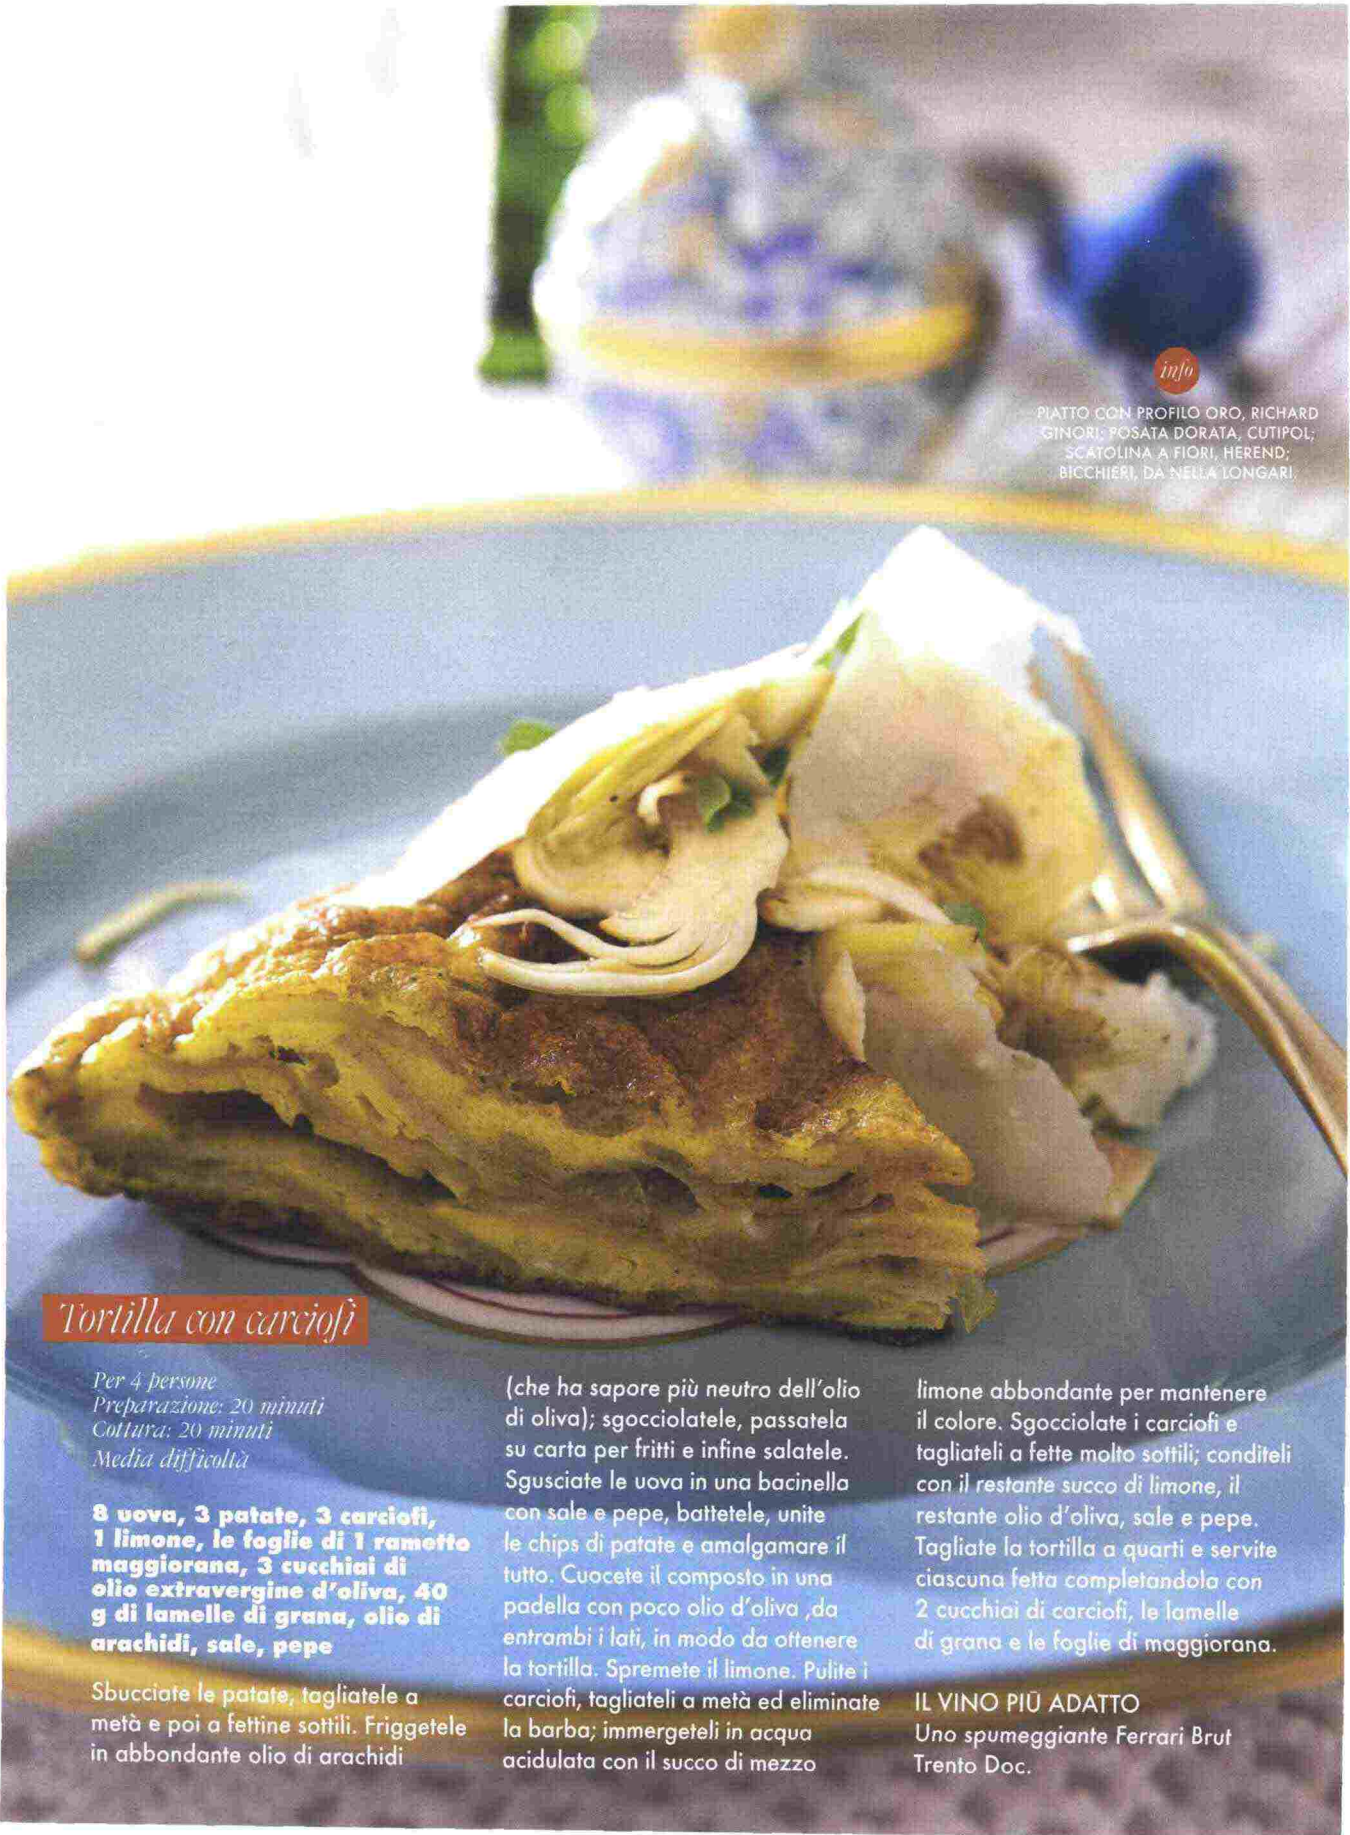 info
PIATTO CON PROFILO ORO, RICHARD
GINORI; POSATA DORATA, CUTIPOL;
SCATOLINA A FIORI, HEREND;
BICCHIERI, DA NELLA LONGARI.
Tortilla con carciofi
Per 4 persone
Preparazione: 20 minuti
Cottura: 20 minuti
Media difficoltà
8 uova, 3 patate, 3 carciofi,
1 limone, le foglie di 1 rametto
maggiorana, 3 cucchiai di
olio extravergine d'oliva, 40
g di lamelle di grana, olio di
arachidi, sale, pepe
Sbucciate le patate, tagliatele a
metà e poi a fettine sottili. Friggetele
in abbondante olio di arachidi
(che ha sapore più neutro dell'olio
di oliva); sgocciolatele, passatela
su carta per fritti e infine salatele.
Sgusciate le uova in una bacinella
con sale e pepe, battetele, unite
le chips di patate e amalgamare il
tutto. Cuocete il composto in una
padella con poco olio d'oliva ,da
entrambi i lati, in modo da ottenere
la tortilla. Spremete il limone. Pulite i
carciofi, tagliateli a metà ed eliminate
la barba; immergeteli in acqua
acidulata con il succo di mezzo
limone abbondante per mantenere
il colore. Sgocciolate i carciofi e
tagliateli a fette molto sottili; conditeli
con il restante succo di limone, il
restante olio d'oliva, sale e pepe.
Tagliate la tortilla a quarti e servite
ciascuna fetta completandola con
2 cucchiai di carciofi, le lamelle
di grana e le foglie di maggiorana.
IL VINO PIÙ ADATTO
Uno spumeggiante Ferrari Brut
Trento Doc.